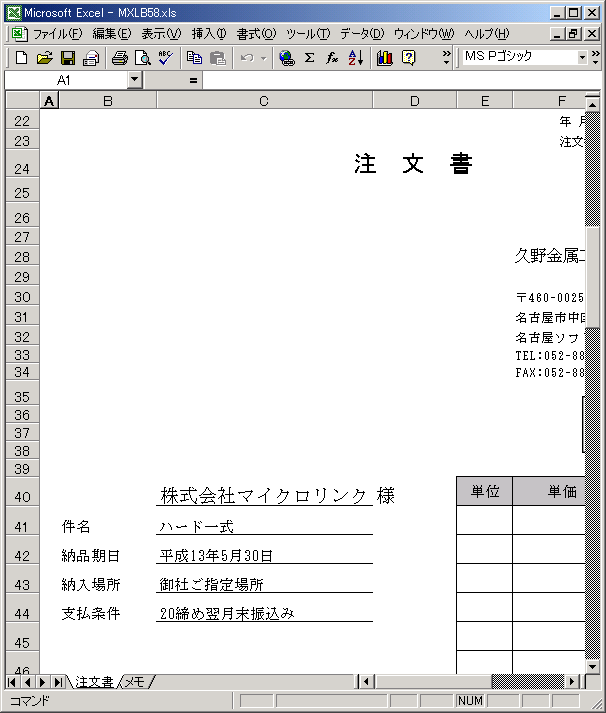 Microsoft Excel - MXLB58.xls
ファイル(F) 編集(E) 表示(V) 挿入(I) 書式(O) ツール(T) データ(D) ウィンドウ(W) ヘルプ(H)
ABC Σ fx A Z MS Pゴシック
A1 =
A B C D E F
22 年 月
23 注文
24 注 文 書
25
26
27
28 久野金属工
29
30 〒460-0025
31 名古屋市中区
32 名古屋ソフ
33 TEL:052-88
34 FAX:052-88
35
36
37
38
39
40 株式会社マイクロリンク 様 単位 単価
41 件名 ハード一式
42 納品期日 平成13年5月30日
43 納入場所 御社ご指定場所
44 支払条件 20締め翌月末振込み
45
46
注文書 メモ
コマンド NUM